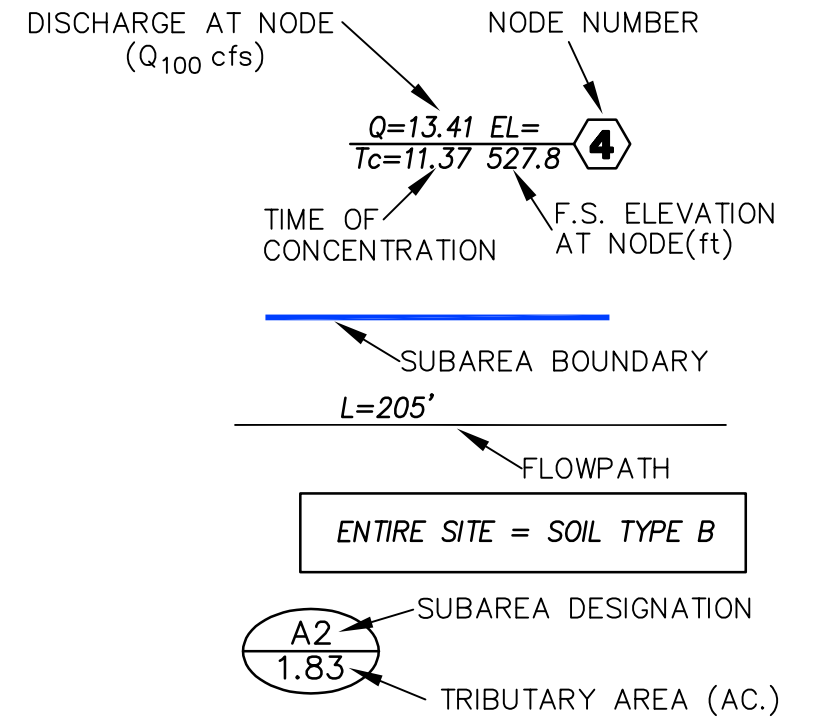 DISCHARGE AT NODE
(Q100 cfs)
NODE NUMBER
Q=13.41 EL=
Tc=11.37 527.8
4
TIME OF
CONCENTRATION
F.S. ELEVATION
AT NODE(ft)
SUBAREA BOUNDARY
L=205'
FLOWPATH
ENTIRE SITE = SOIL TYPE B
SUBAREA DESIGNATION
A2
1.83
TRIBUTARY AREA (AC.)